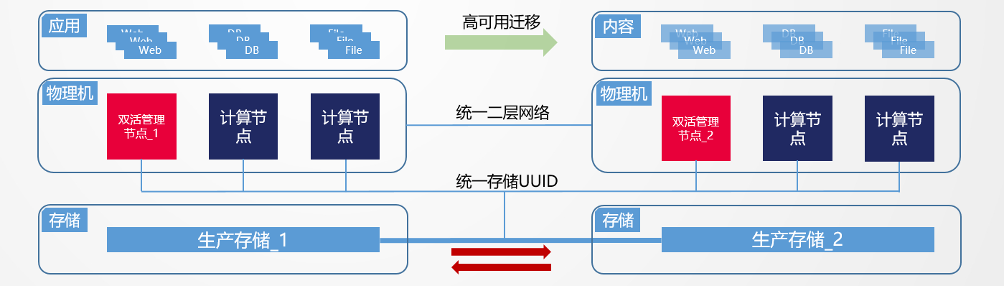 应用
Web
Web
Web
DB
DB
DB
File
File
File
高可用迁移
内容
Web
Web
Web
DB
DB
DB
File
File
File
物理机
双活管理
节点_1
计算节
点
计算节
点
统一二层网络
物理机
双活管理
节点_2
计算节
点
计算节
点
统一存储UUID
存储
生产存储_1
存储
生产存储_2